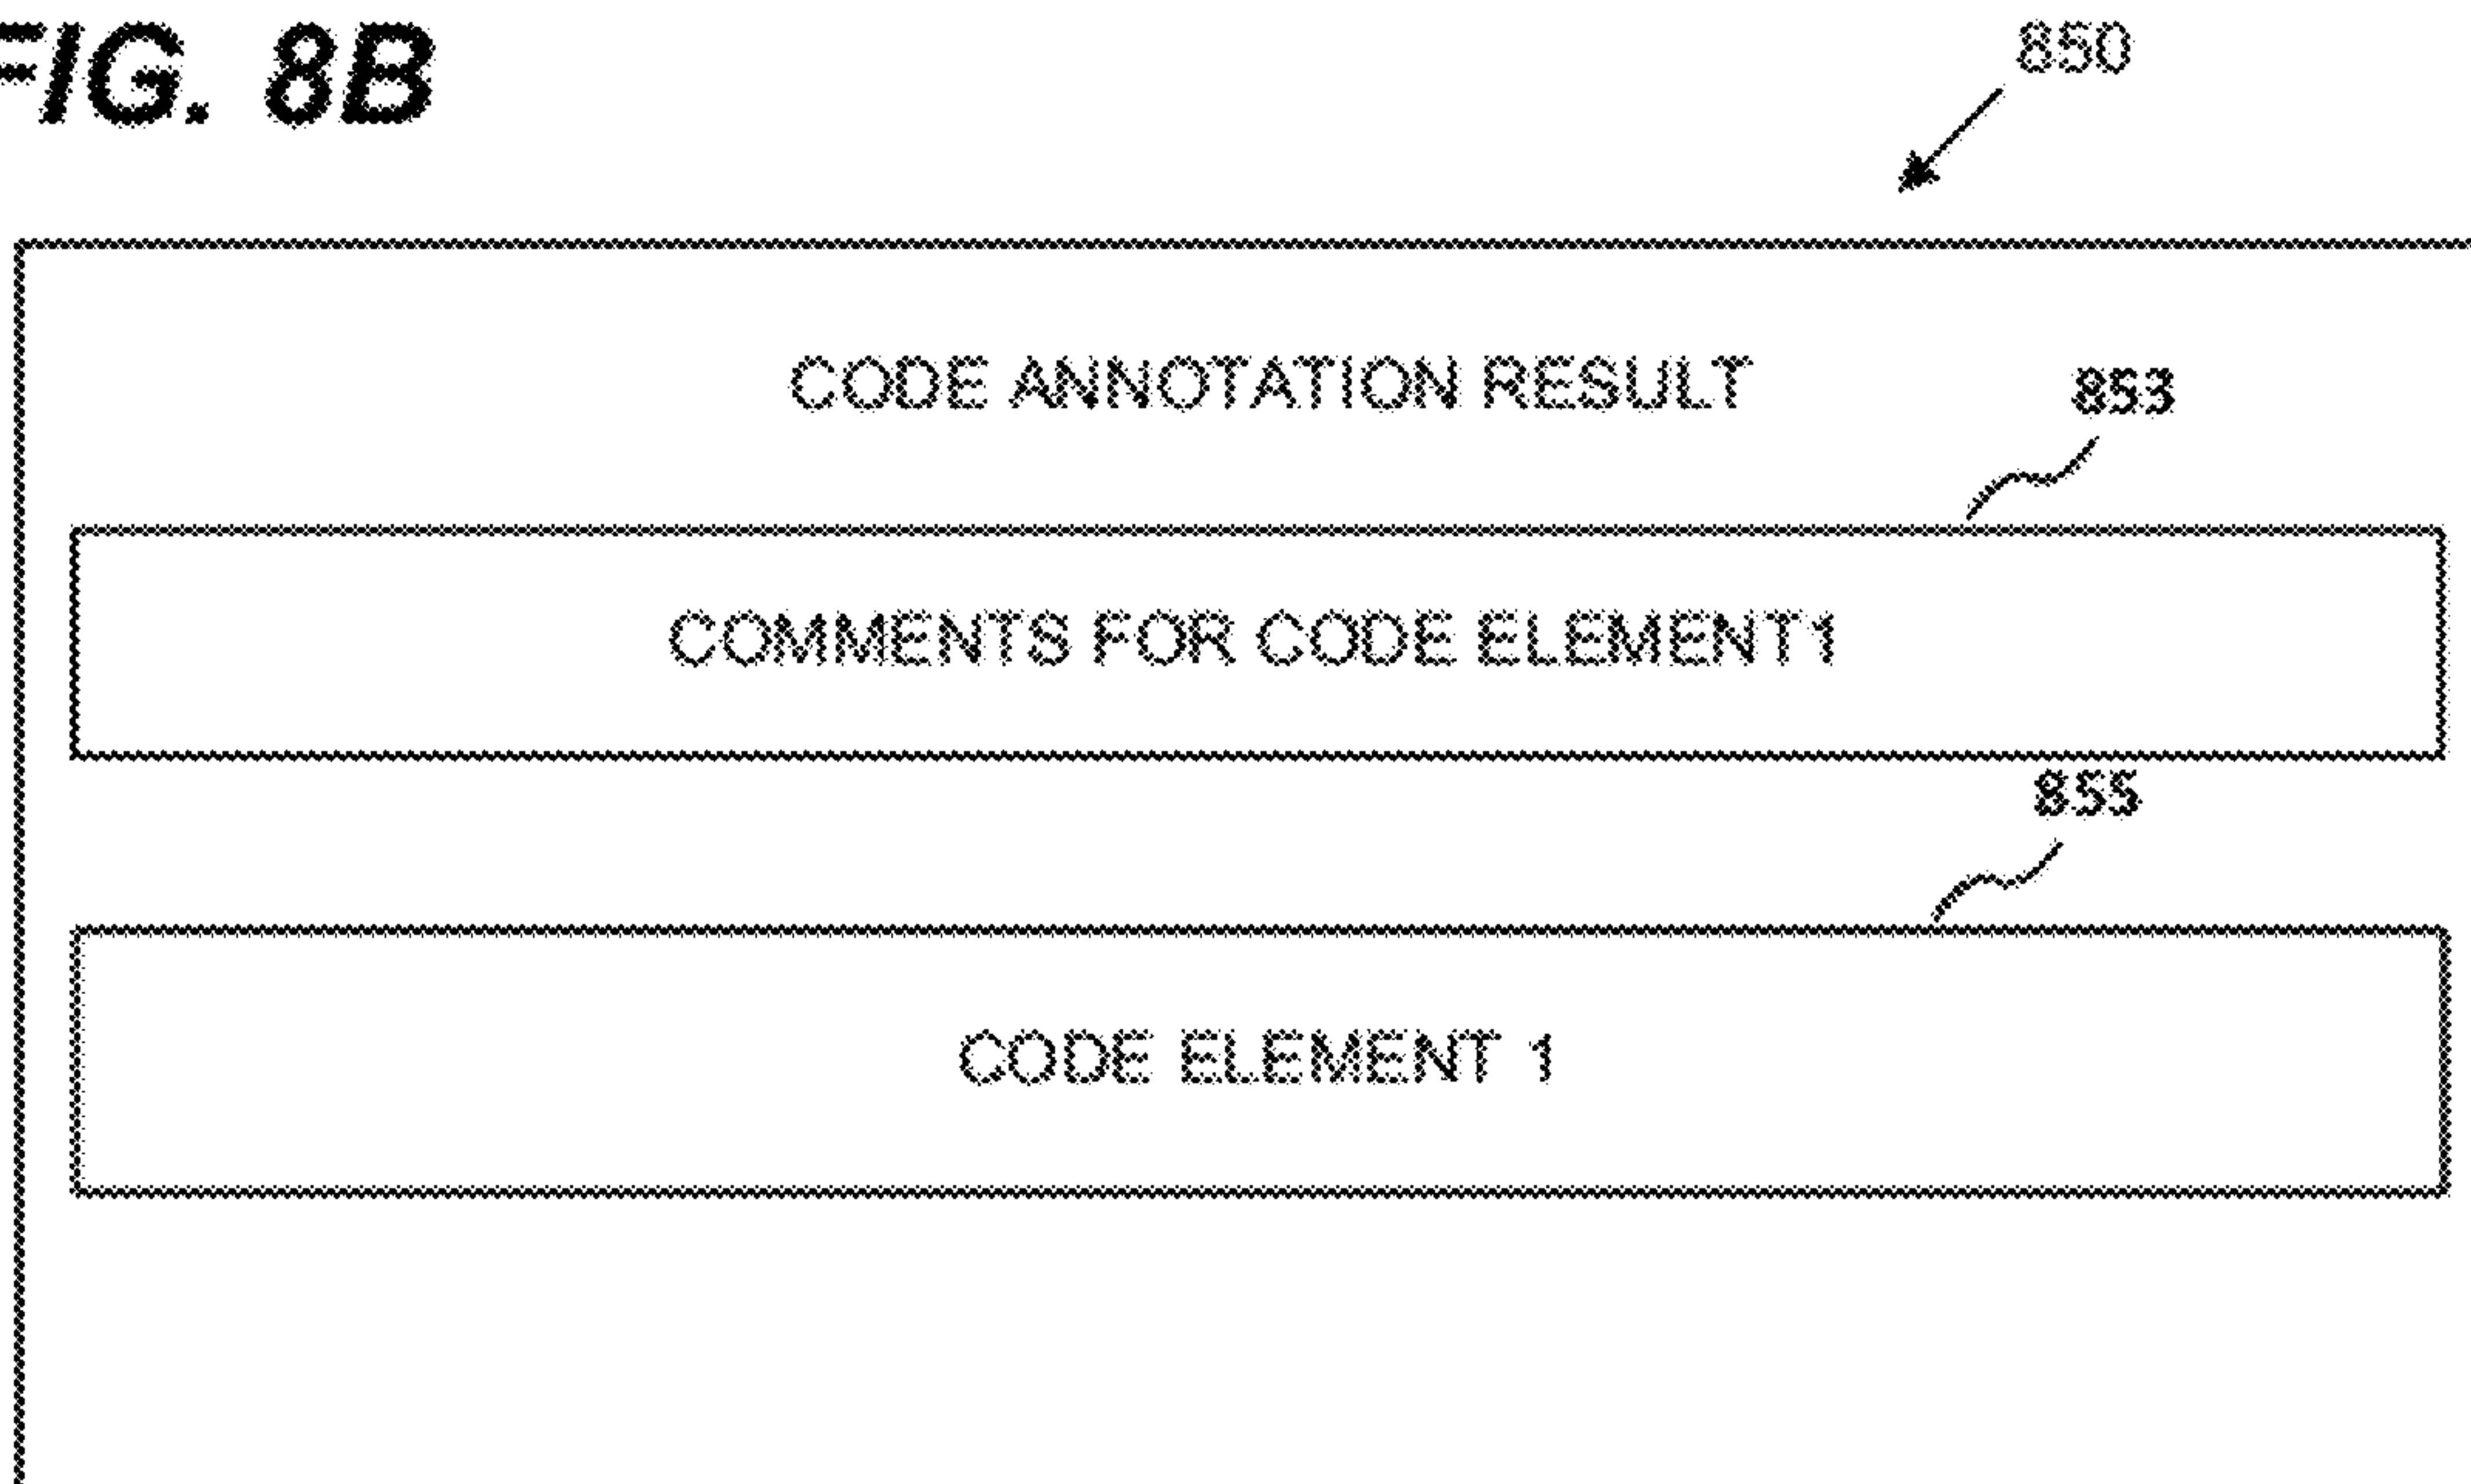 FIG. 8B
850
CODE ANNOTATION RESULT
853
COMMENTS FOR CODE ELEMENT1
855
CODE ELEMENT 1